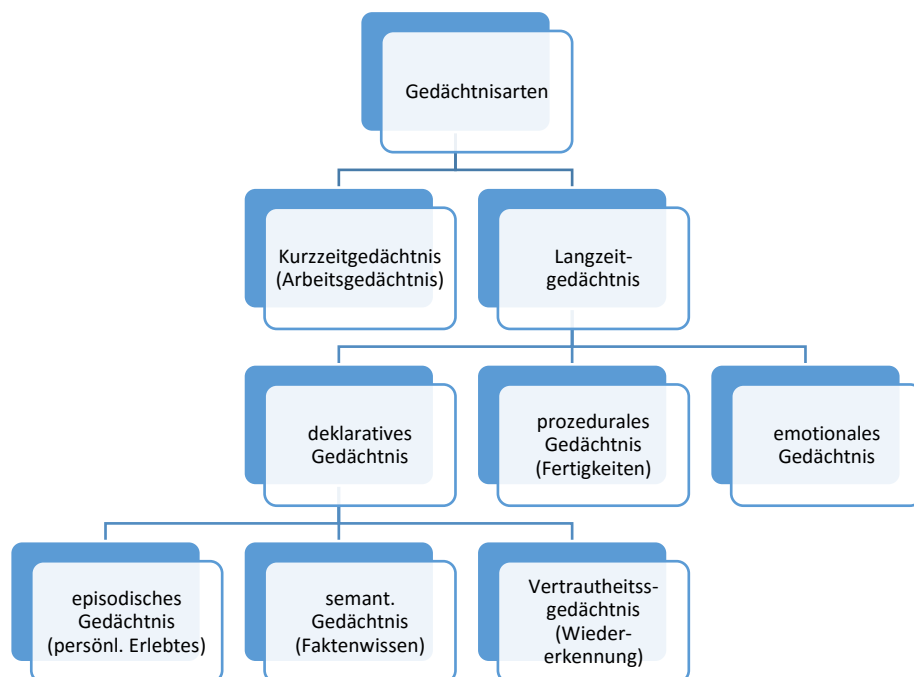 Gedächtnisarten
Kurzzeitgedächtnis
(Arbeitsgedächtnis)
Langzeit-
gedächtnis
deklaratives
Gedächtnis
prozedurales
Gedächtnis
(Fertigkeiten)
emotionales
Gedächtnis
episodisches
Gedächtnis
(persönl. Erlebtes)
semant.
Gedächtnis
(Faktenwissen)
Vertrautheitss-
gedächtnis
(Wieder-
erkennung)